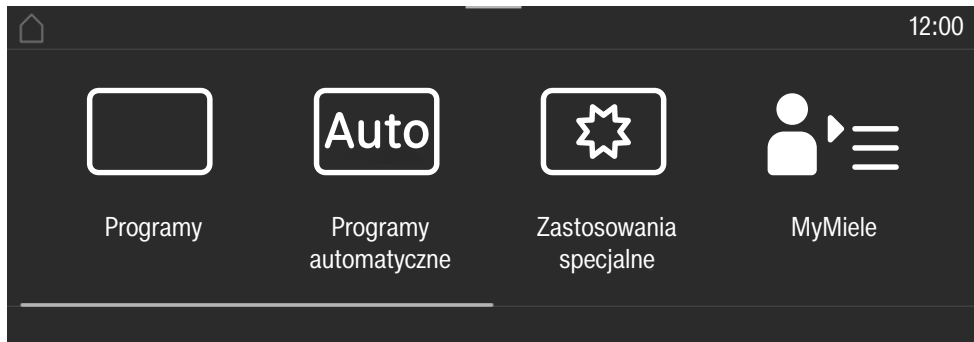 12:00
Auto
Programy
Programy
automatyczne
Zastosowania
specjalne
MyMiele